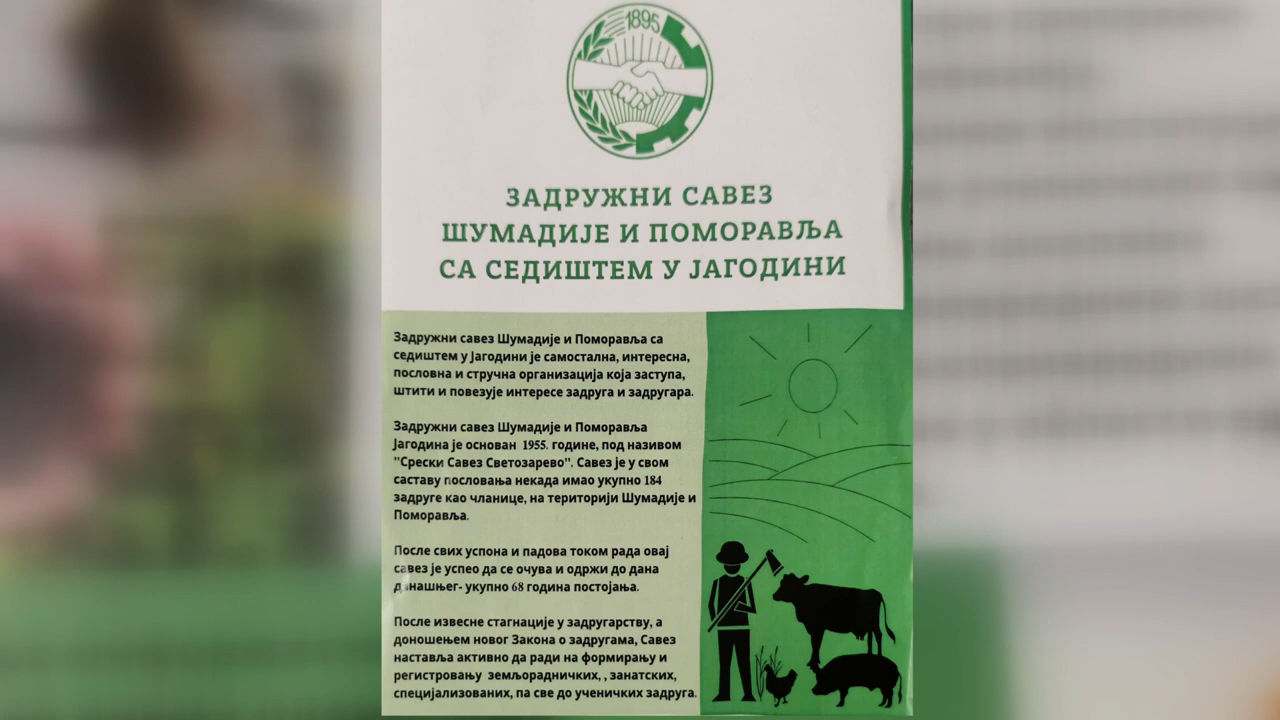 1895
ЗАДРУЖНИ САВЕЗ
ШУМАДИЈЕ И ПОМОРАВЉА
СА СЕДИШТЕМ У ЈАГОДИНИ
Задружни савез Шумадије и Поморавља са
седиштем у Јагодини је самостална, интересна,
пословна и стручна организација која заступа,
штити и повезује интересе задруга и задругара.
Задружни савез Шумадије и Поморавља
Јагодина је основан 1955. године, под називом
"Срески Савез Светозарево". Савез је у свом
саставу пословања некада имао укупно 184
задруге као чланице, на територији Шумадије и
Поморавља.
После свих успона и падова током рада овај
савез је успео да се очува и одржи до дана
данашњег- укупно 68 година постојања.
После извесне стагнације у задругарству, а
доношењем новог Закона о задругама, Савез
наставља активно да ради на формирању и
регистровању земљорадничких, , занатских,
специјализованих, па све до ученичких задруга.